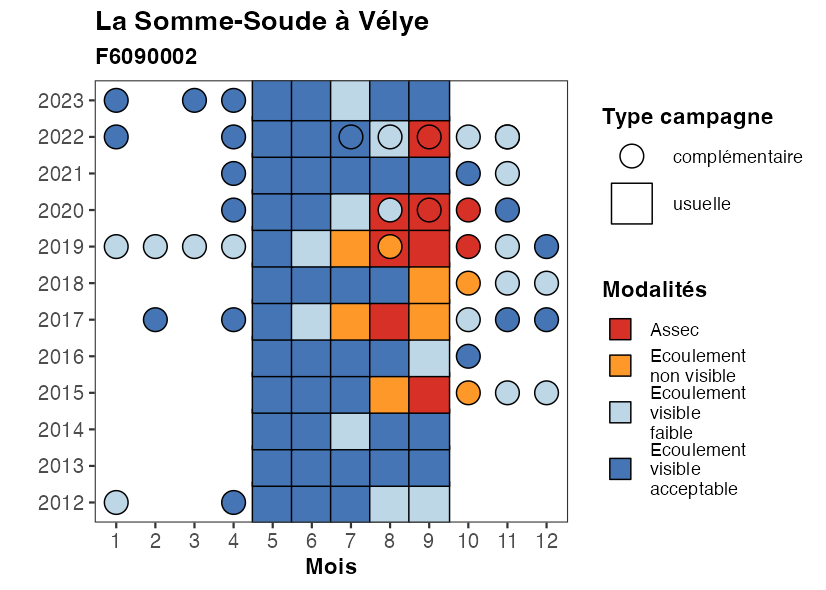 La Somme-Soude à Vélye
F6090002
2023
2022
2021
2020
2019
2018
2017
2016
2015
2014
2013
2012
1 2 3 4 5 6 7 8 9 10 11 12
Mois
Type campagne
complémentaire
usuelle
Modalités
Assec
Ecoulement
non visible
Ecoulement
visible
faible
Ecoulement
visible
acceptable